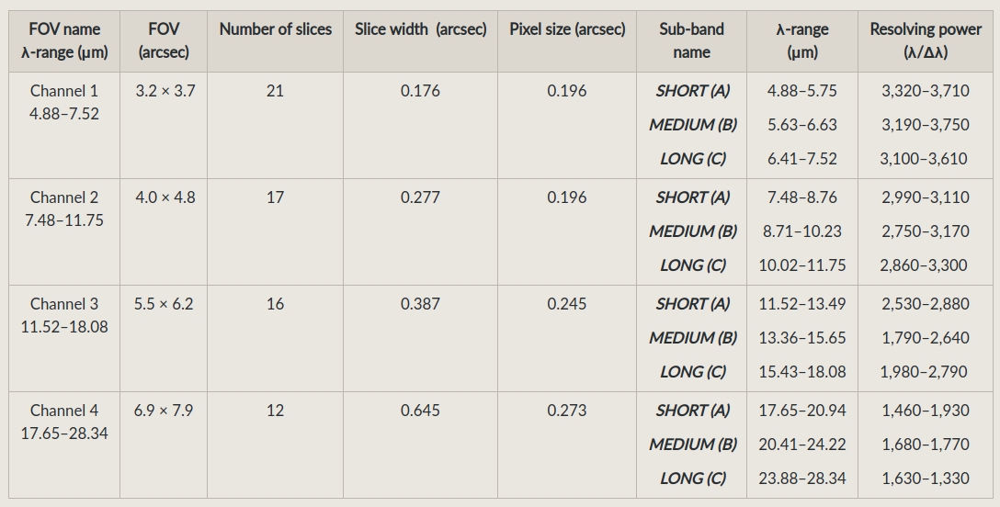 FOV name
λ-range (μm)
FOV
(arcsec)
Number of slices
Slice width (arcsec)
Pixel size (arcsec)
Sub-band
name
λ-range
(μm)
Resolving power
(λ/Δλ)
Channel 1
4.88–7.52
3.2 × 3.7
21
0.176
0.196
SHORT (A)
4.88–5.75
3,320–3,710
MEDIUM (B)
5.63–6.63
3,190–3,750
LONG (C)
6.41–7.52
3,100–3,610
Channel 2
7.48–11.75
4.0 × 4.8
17
0.277
0.196
SHORT (A)
7.48–8.76
2,990–3,110
MEDIUM (B)
8.71–10.23
2,750–3,170
LONG (C)
10.02–11.75
2,860–3,300
Channel 3
11.52–18.08
5.5 × 6.2
16
0.387
0.245
SHORT (A)
11.52–13.49
2,530–2,880
MEDIUM (B)
13.36–15.65
1,790–2,640
LONG (C)
15.43–18.08
1,980–2,790
Channel 4
17.65–28.34
6.9 × 7.9
12
0.645
0.273
SHORT (A)
17.65–20.94
1,460–1,930
MEDIUM (B)
20.41–24.22
1,680–1,770
LONG (C)
23.88–28.34
1,630–1,330